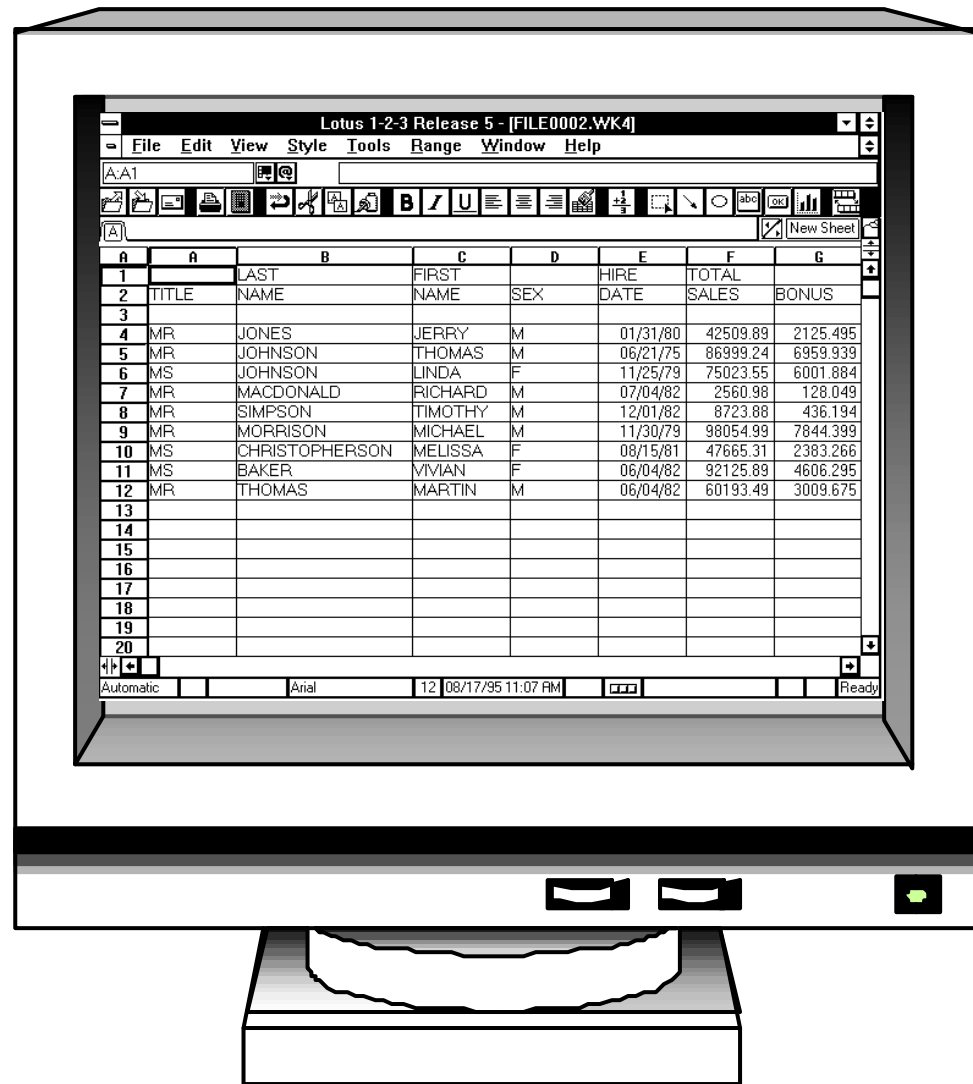 Lotus 1-2-3 Release 5 - [FILE0002.WK4]
File Edit View Style Tools Range Window Help
A:A1 @
B I U abc OK
A New Sheet
A A B C D E F G
1 LAST FIRST HIRE TOTAL
2 TITLE NAME NAME SEX DATE SALES BONUS
3
4 MR JONES JERRY M 01/31/80 42509.89 2125.495
5 MR JOHNSON THOMAS M 06/21/75 86999.24 6959.939
6 MS JOHNSON LINDA F 11/25/79 75023.55 6001.884
7 MR MACDONALD RICHARD M 07/04/82 2560.98 128.049
8 MR SIMPSON TIMOTHY M 12/01/82 8723.88 436.194
9 MR MORRISON MICHAEL M 11/30/79 98054.99 7844.399
10 MS CHRISTOPHERSON MELISSA F 08/15/81 47665.31 2383.266
11 MS BAKER VIVIAN F 06/04/82 92125.89 4606.295
12 MR THOMAS MARTIN M 06/04/82 60193.49 3009.675
13
14
15
16
17
18
19
20
Automatic Arial 12 08/17/95 11:07 AM Ready